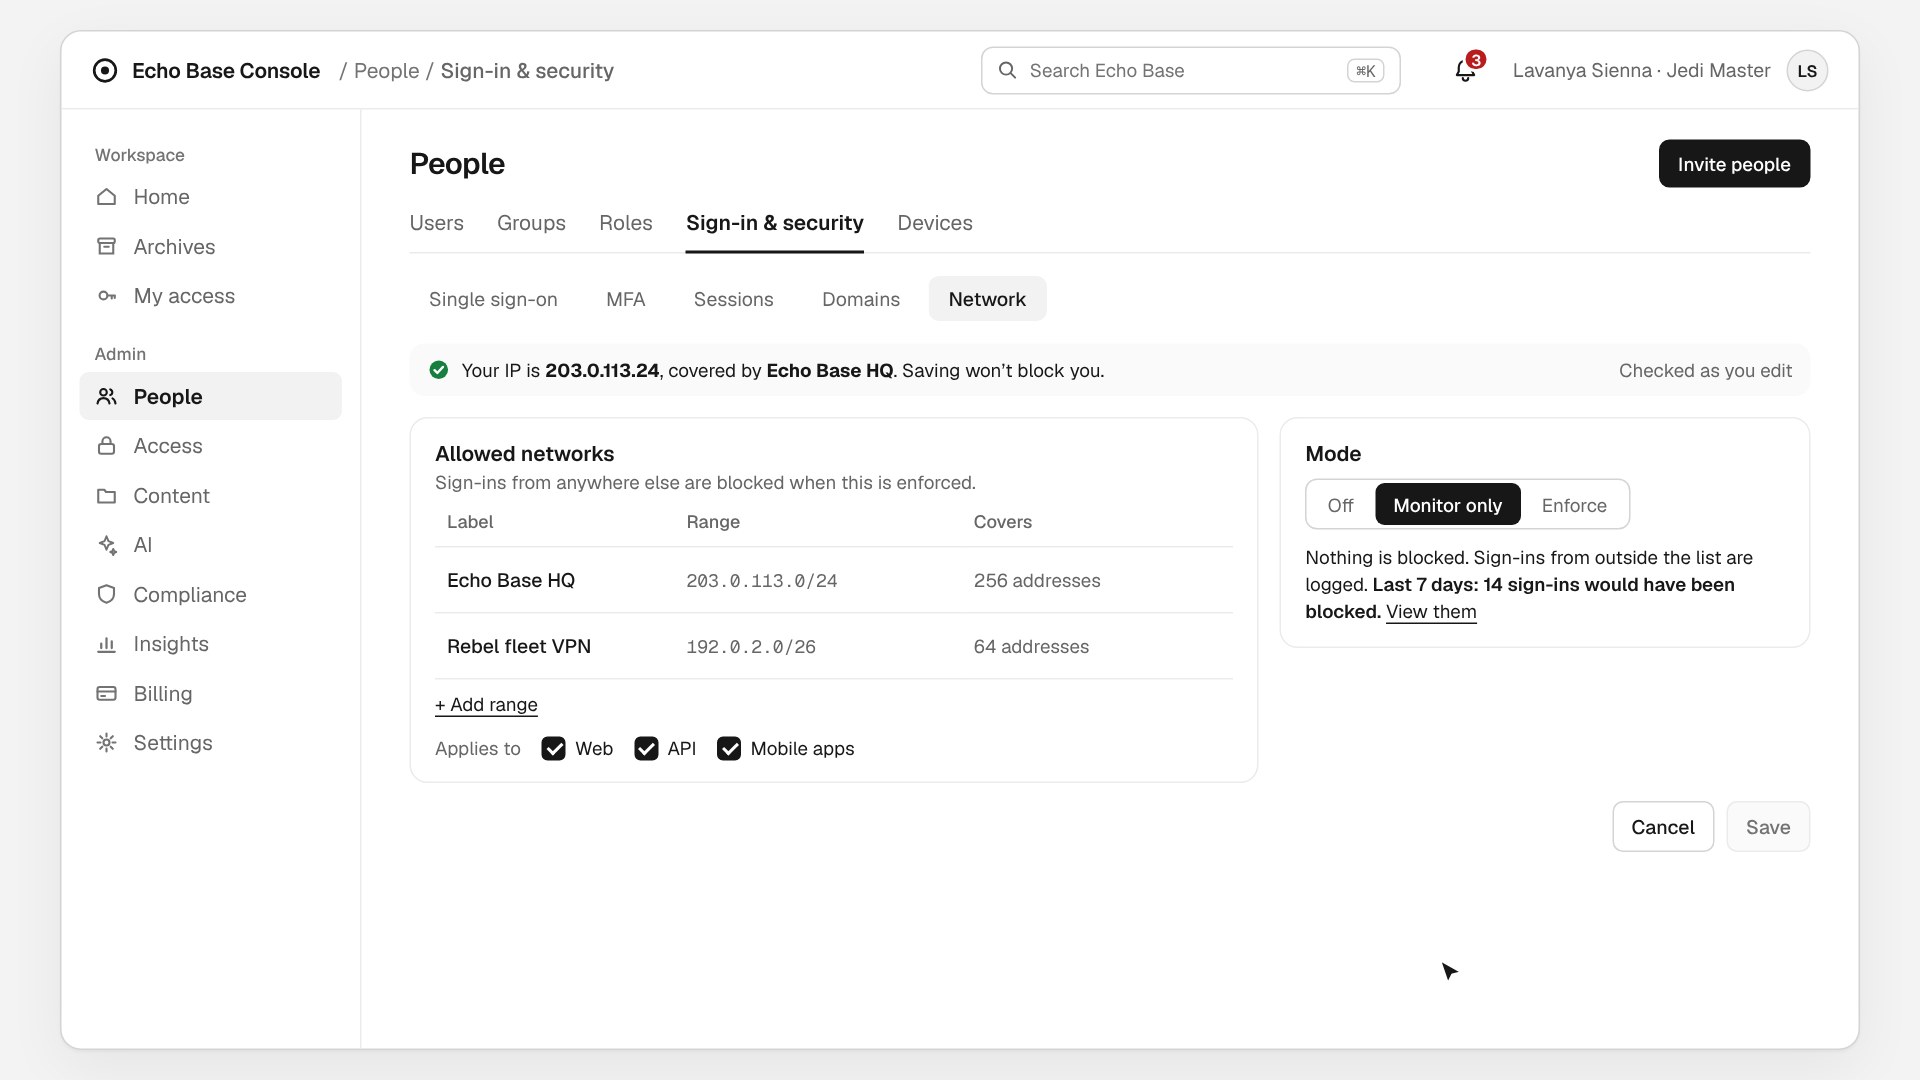 Echo Base Console / People / Sign-in & security
Search Echo Base
⌘K
3
Lavanya Sienna · Jedi Master
LS
Workspace
Home
Archives
My access
Admin
People
Access
Content
AI
Compliance
Insights
Billing
Settings
People
Invite people
Users
Groups
Roles
Sign-in & security
Devices
Single sign-on
MFA
Sessions
Domains
Network
Your IP is 203.0.113.24, covered by Echo Base HQ. Saving won’t block you.
Checked as you edit
Allowed networks
Sign-ins from anywhere else are blocked when this is enforced.
Label Range Covers
Echo Base HQ 203.0.113.0/24 256 addresses
Rebel fleet VPN 192.0.2.0/26 64 addresses
+ Add range
Applies to Web API Mobile apps
Mode
Off Monitor only Enforce
Nothing is blocked. Sign-ins from outside the list are
logged. Last 7 days: 14 sign-ins would have been
blocked. View them
Cancel
Save